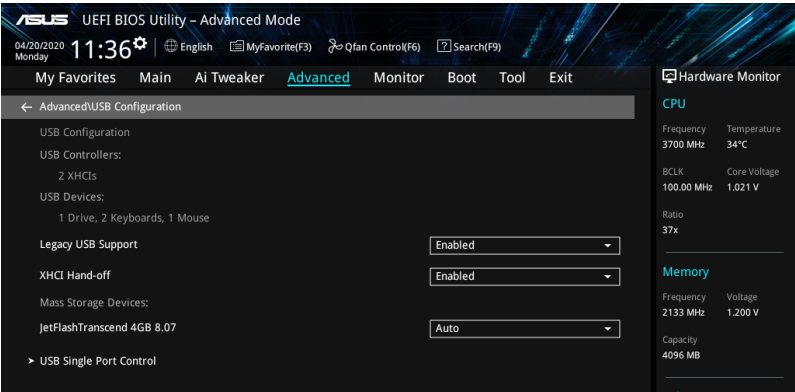 ASUS UEFI BIOS Utility – Advanced Mode
04/20/2020
Monday
11:36
English
MyFavorite(F3)
Qfan Control(F6)
? Search(F9)
My Favorites Main Ai Tweaker Advanced Monitor Boot Tool Exit
← Advanced\USB Configuration
USB Configuration
USB Controllers:
2 XHCIs
USB Devices:
1 Drive, 2 Keyboards, 1 Mouse
Legacy USB Support Enabled
XHCI Hand-off Enabled
Mass Storage Devices:
JetFlashTranscend 4GB 8.07 Auto
> USB Single Port Control
Hardware Monitor
CPU
Frequency Temperature
3700 MHz 34°C
BCLK Core Voltage
100.00 MHz 1.021 V
Ratio
37x
Memory
Frequency Voltage
2133 MHz 1.200 V
Capacity
4096 MB